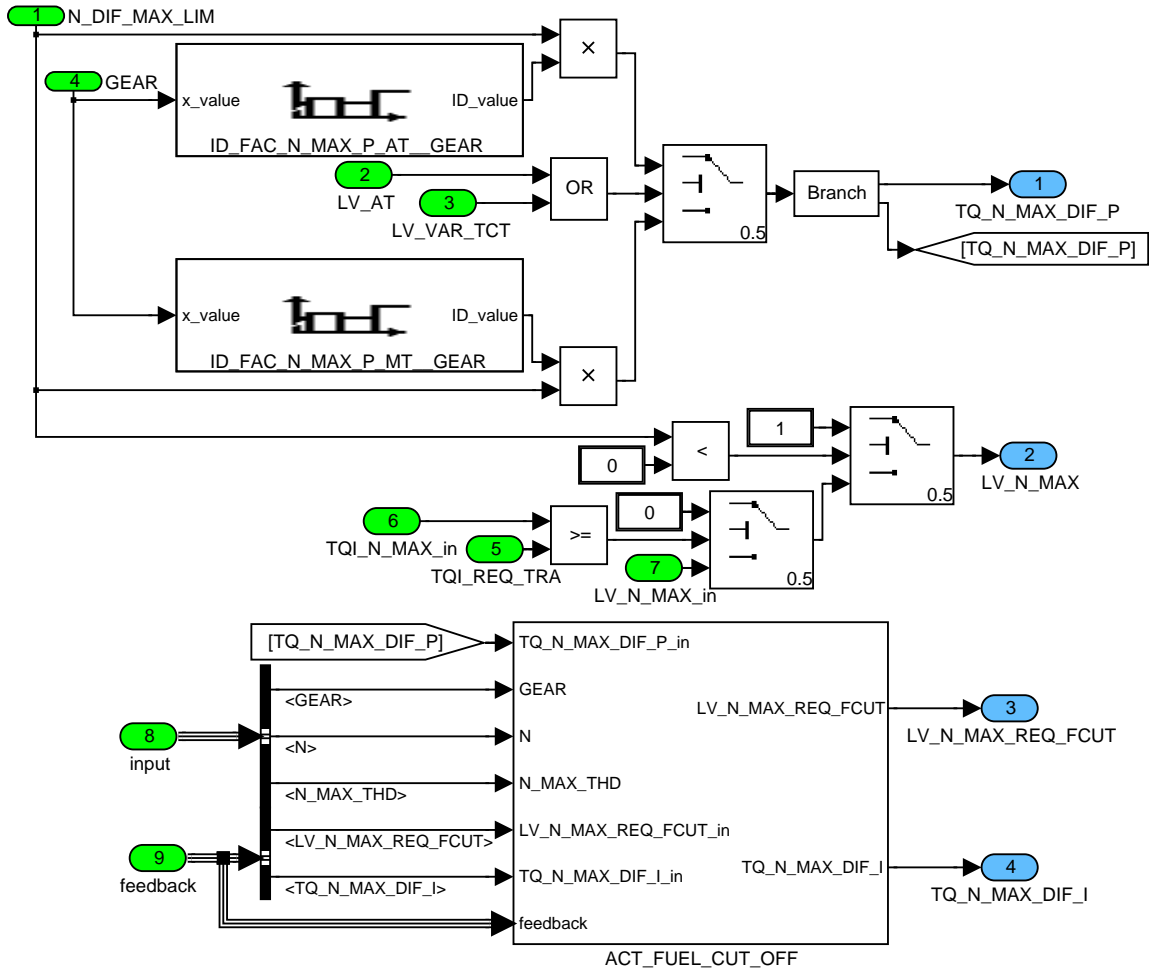 1
N_DIF_MAX_LIM
×
4
GEAR
x_value
ID_value
ID_FAC_N_MAX_P_AT__GEAR
2
LV_AT
OR
3
LV_VAR_TCT
0.5
Branch
1
TQ_N_MAX_DIF_P
[TQ_N_MAX_DIF_P]
x_value
ID_value
ID_FAC_N_MAX_P_MT__GEAR
×
1
<
0
0.5
2
LV_N_MAX
0
6
TQI_N_MAX_in
>=
5
TQI_REQ_TRA
7
LV_N_MAX_in
0.5
[TQ_N_MAX_DIF_P]
TQ_N_MAX_DIF_P_in
<GEAR>
GEAR
LV_N_MAX_REQ_FCUT
3
LV_N_MAX_REQ_FCUT
8
input
<N>
N
<N_MAX_THD>
N_MAX_THD
<LV_N_MAX_REQ_FCUT>
LV_N_MAX_REQ_FCUT_in
9
feedback
<TQ_N_MAX_DIF_I>
TQ_N_MAX_DIF_I_in
TQ_N_MAX_DIF_I
4
TQ_N_MAX_DIF_I
feedback
ACT_FUEL_CUT_OFF